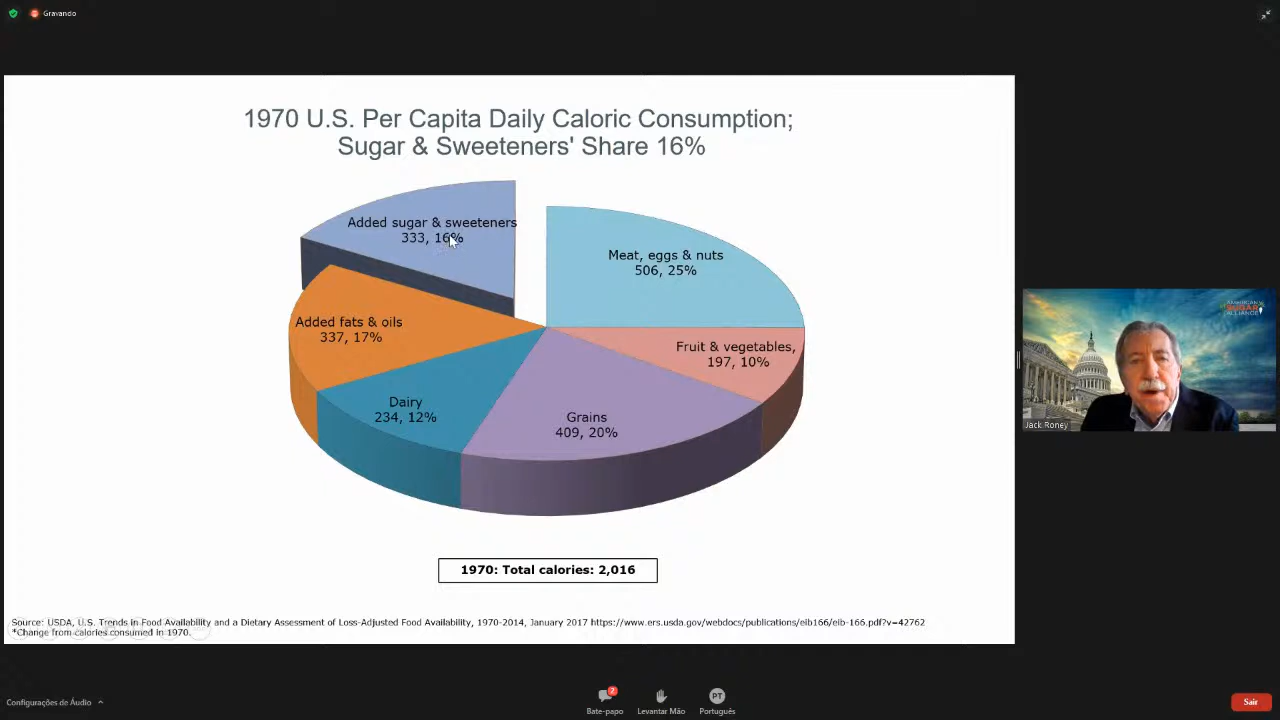 Gravando
1970 U.S. Per Capita Daily Caloric Consumption;
Sugar & Sweeteners' Share 16%
Added sugar & sweeteners
333, 16%
Meat, eggs & nuts
506, 25%
Added fats & oils
337, 17%
Fruit & vegetables,
197, 10%
Dairy
234, 12%
Grains
409, 20%
AMERICAN
SUGAR
ALLIANCE
Jack Roney
1970: Total calories: 2,016
Source: USDA, U.S. Trends in Food Availability and a Dietary Assessment of Loss-Adjusted Food Availability, 1970-2014, January 2017 https://www.ers.usda.gov/webdocs/publications/eib166/eib-166.pdf?v=42762
*Change from calories consumed in 1970.
Configurações de Áudio
2
Bate-papo
Levantar Mão
PT
Português
Sair